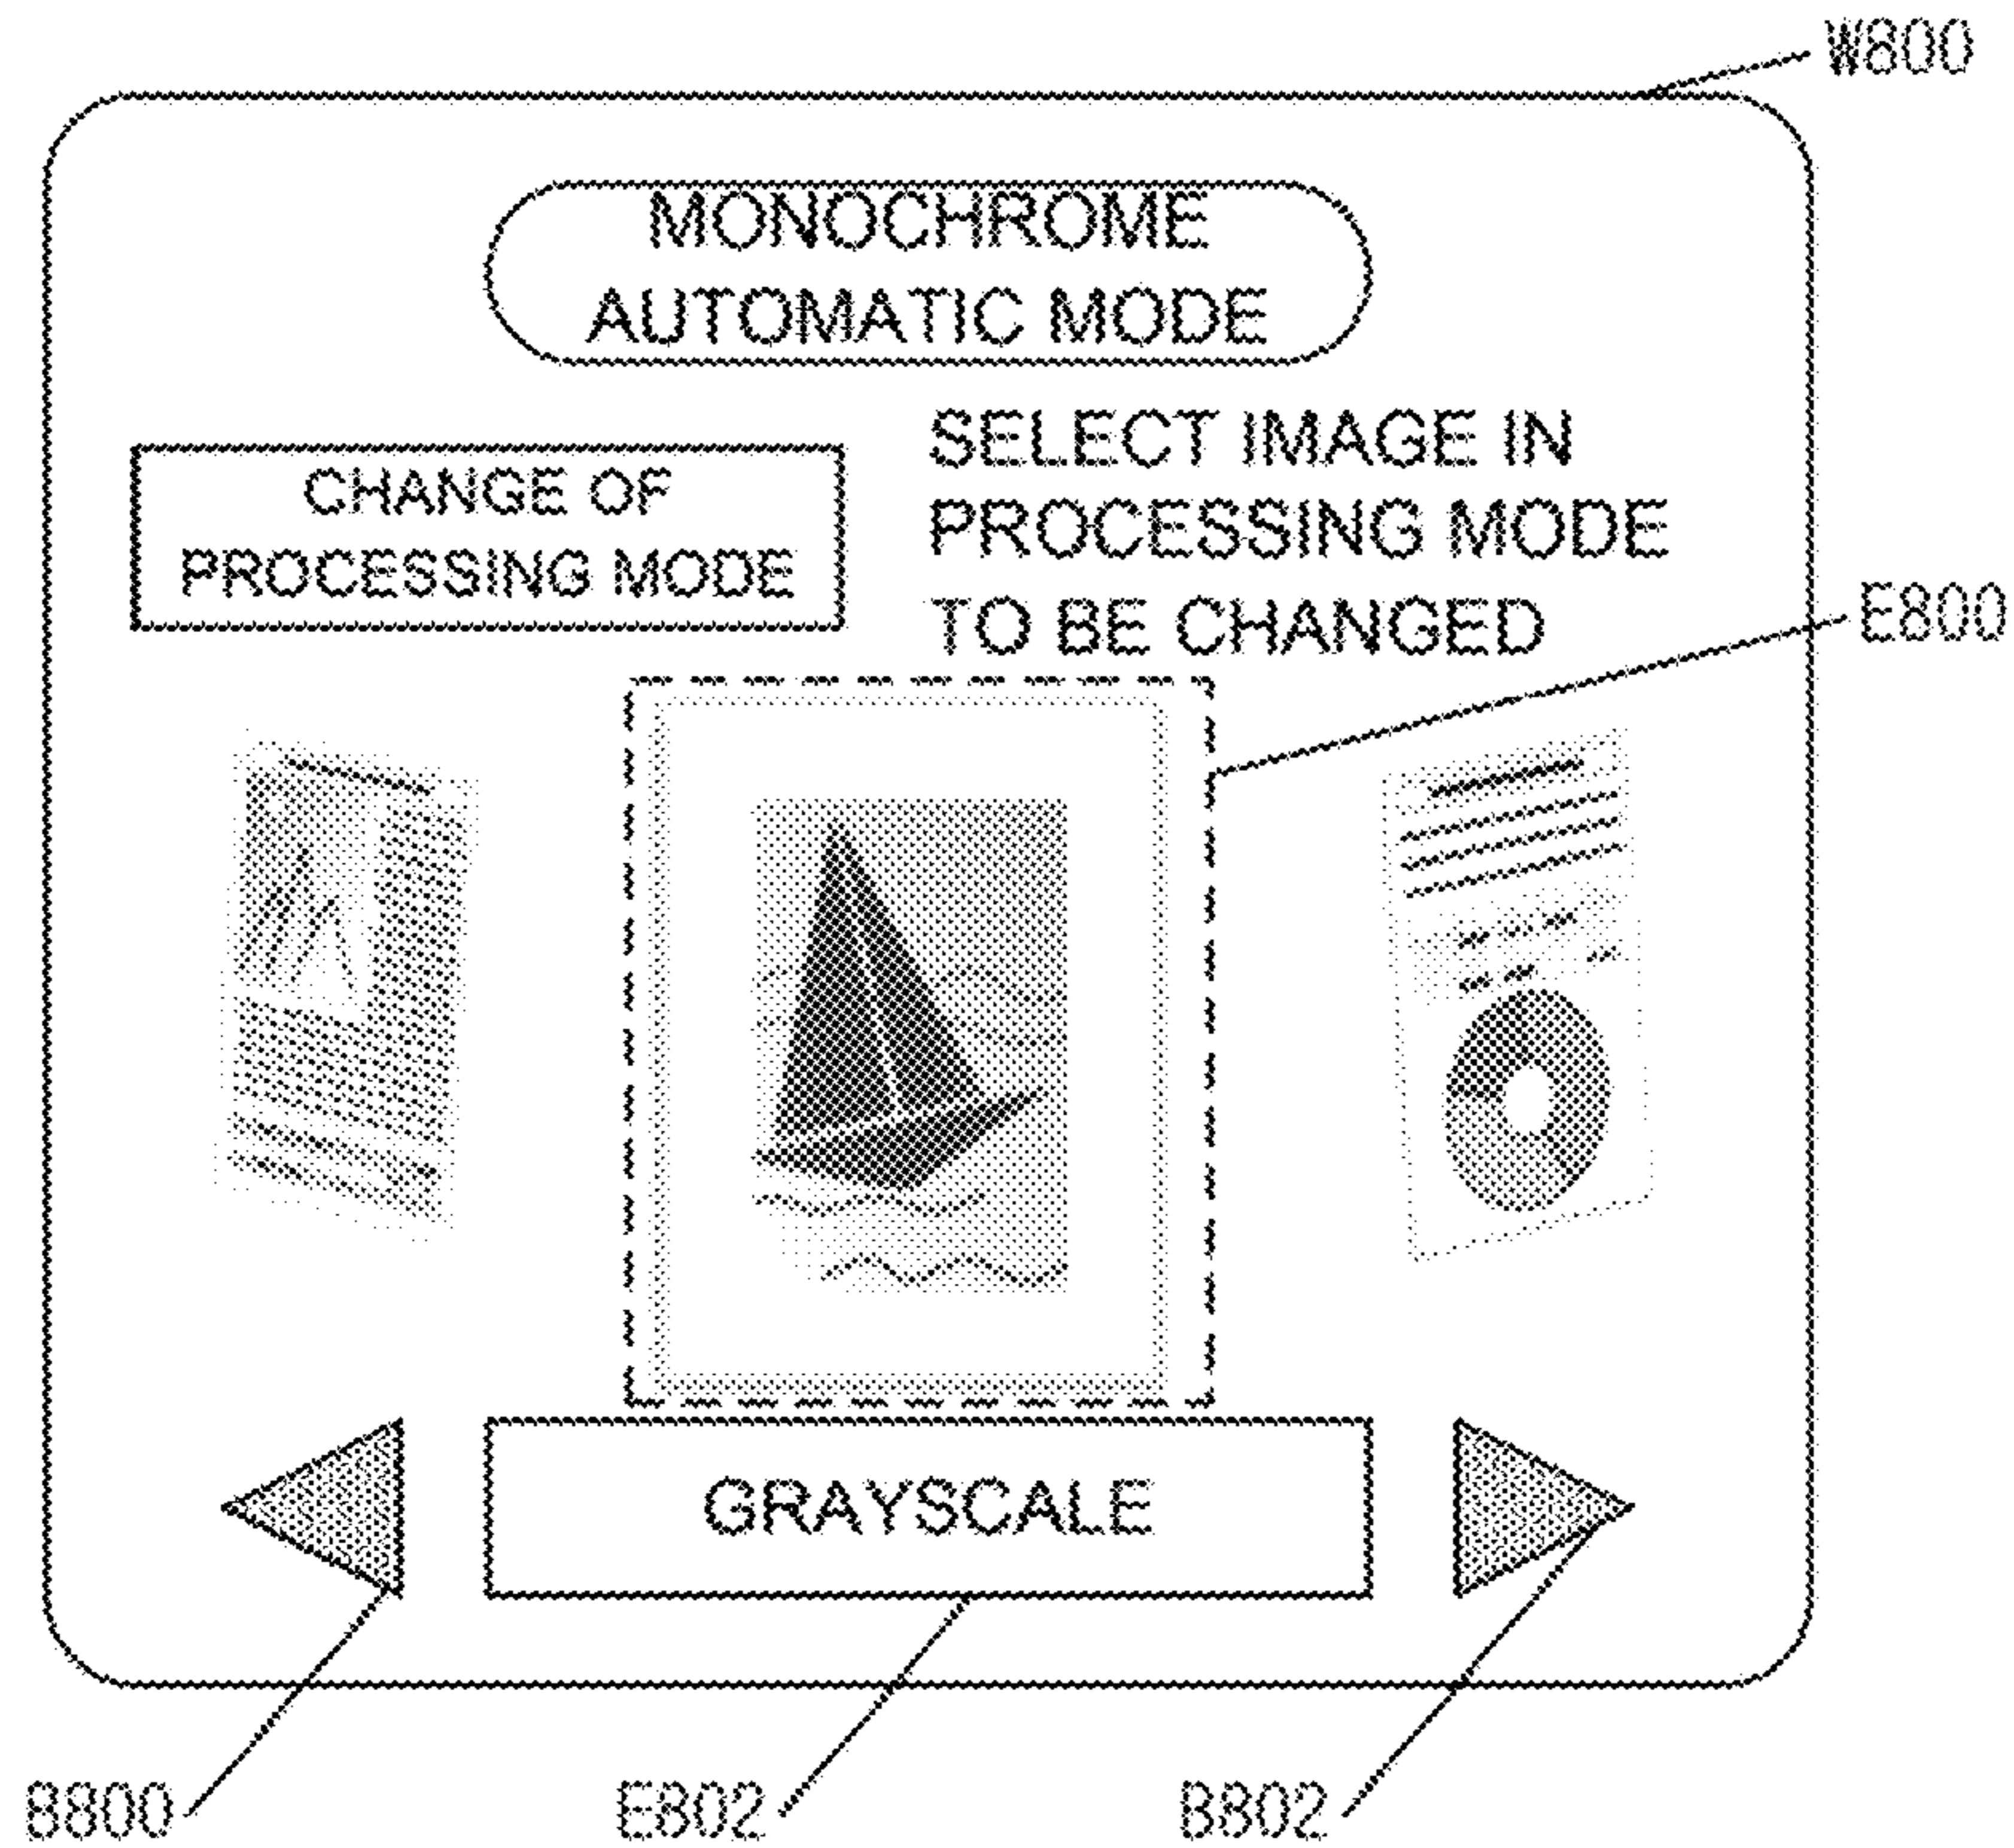 W800
MONOCHROME
AUTOMATIC MODE
CHANGE OF
PROCESSING MODE
SELECT IMAGE IN
PROCESSING MODE
TO BE CHANGED
E800
GRAYSCALE
B800
E802
B802